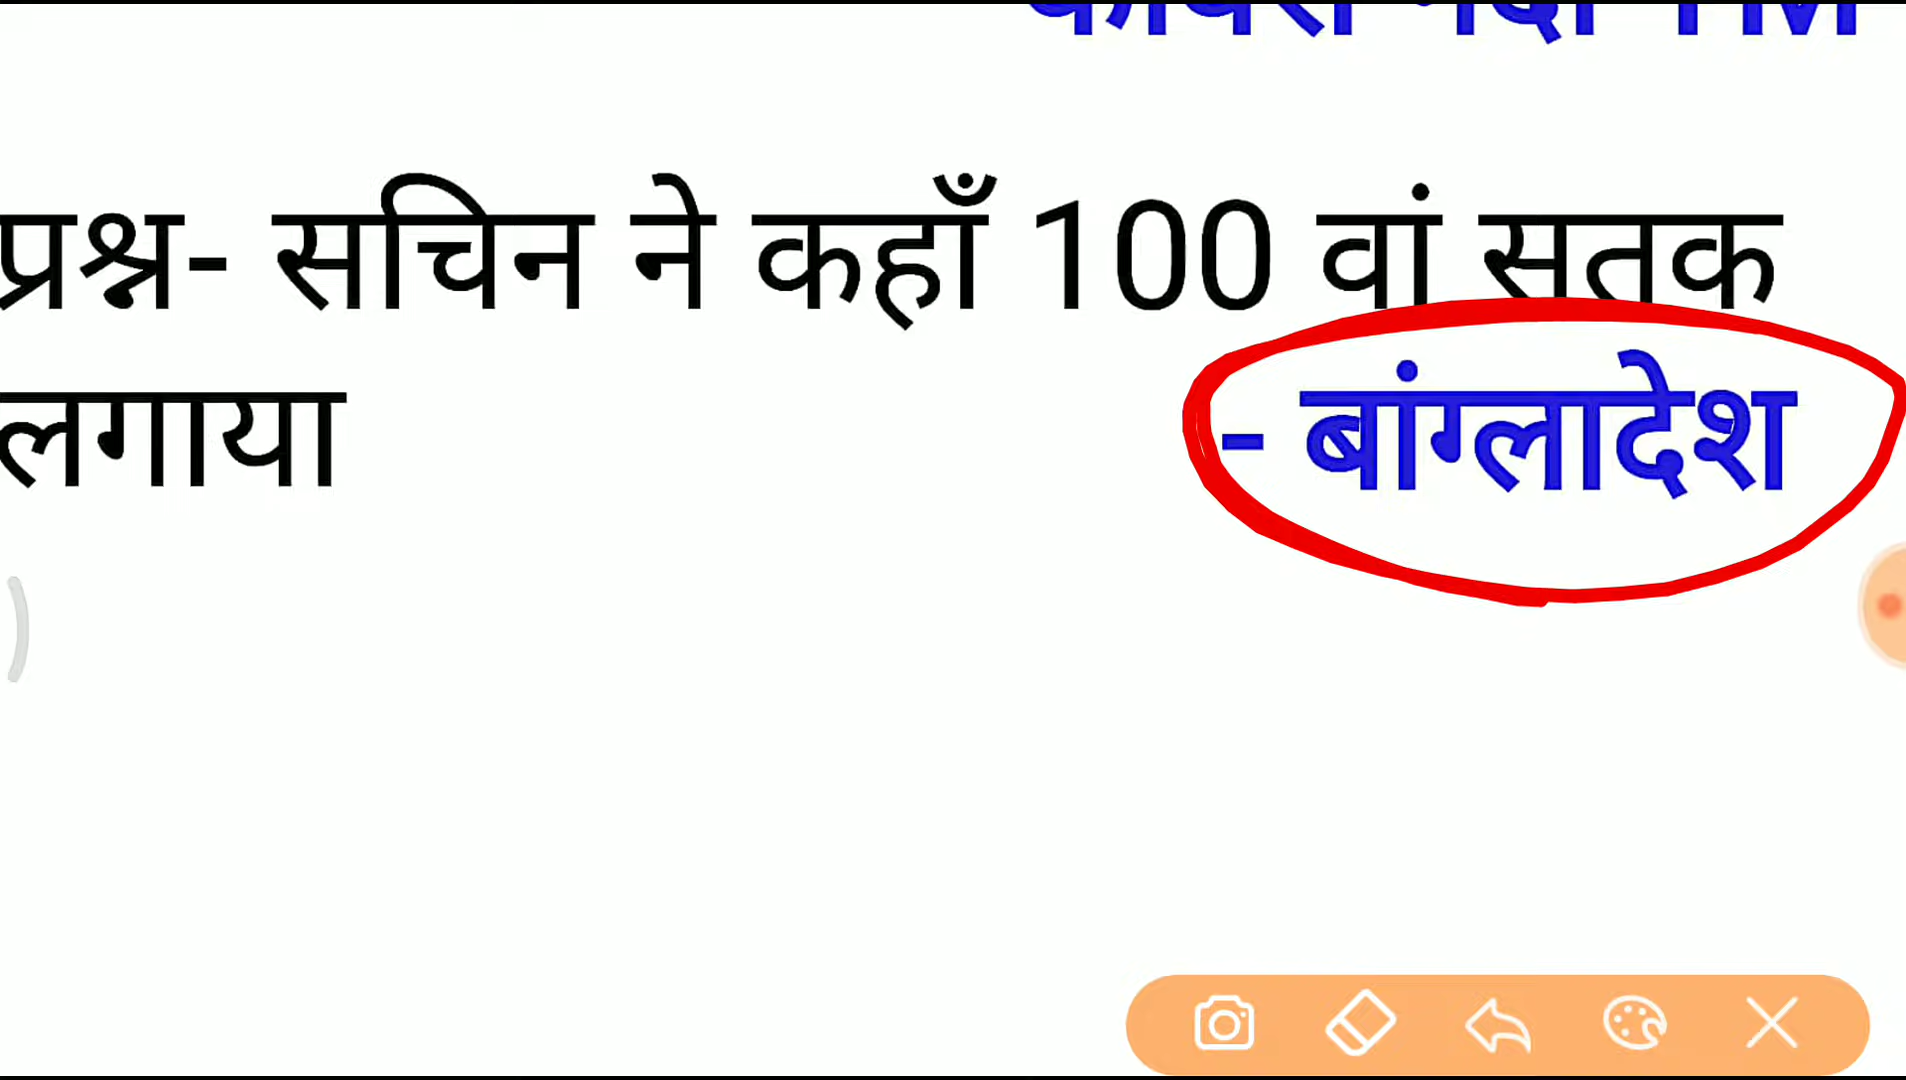 प्रश्न- सचिन ने कहाँ 100 वां सतक
लगाया - बांग्लादेश